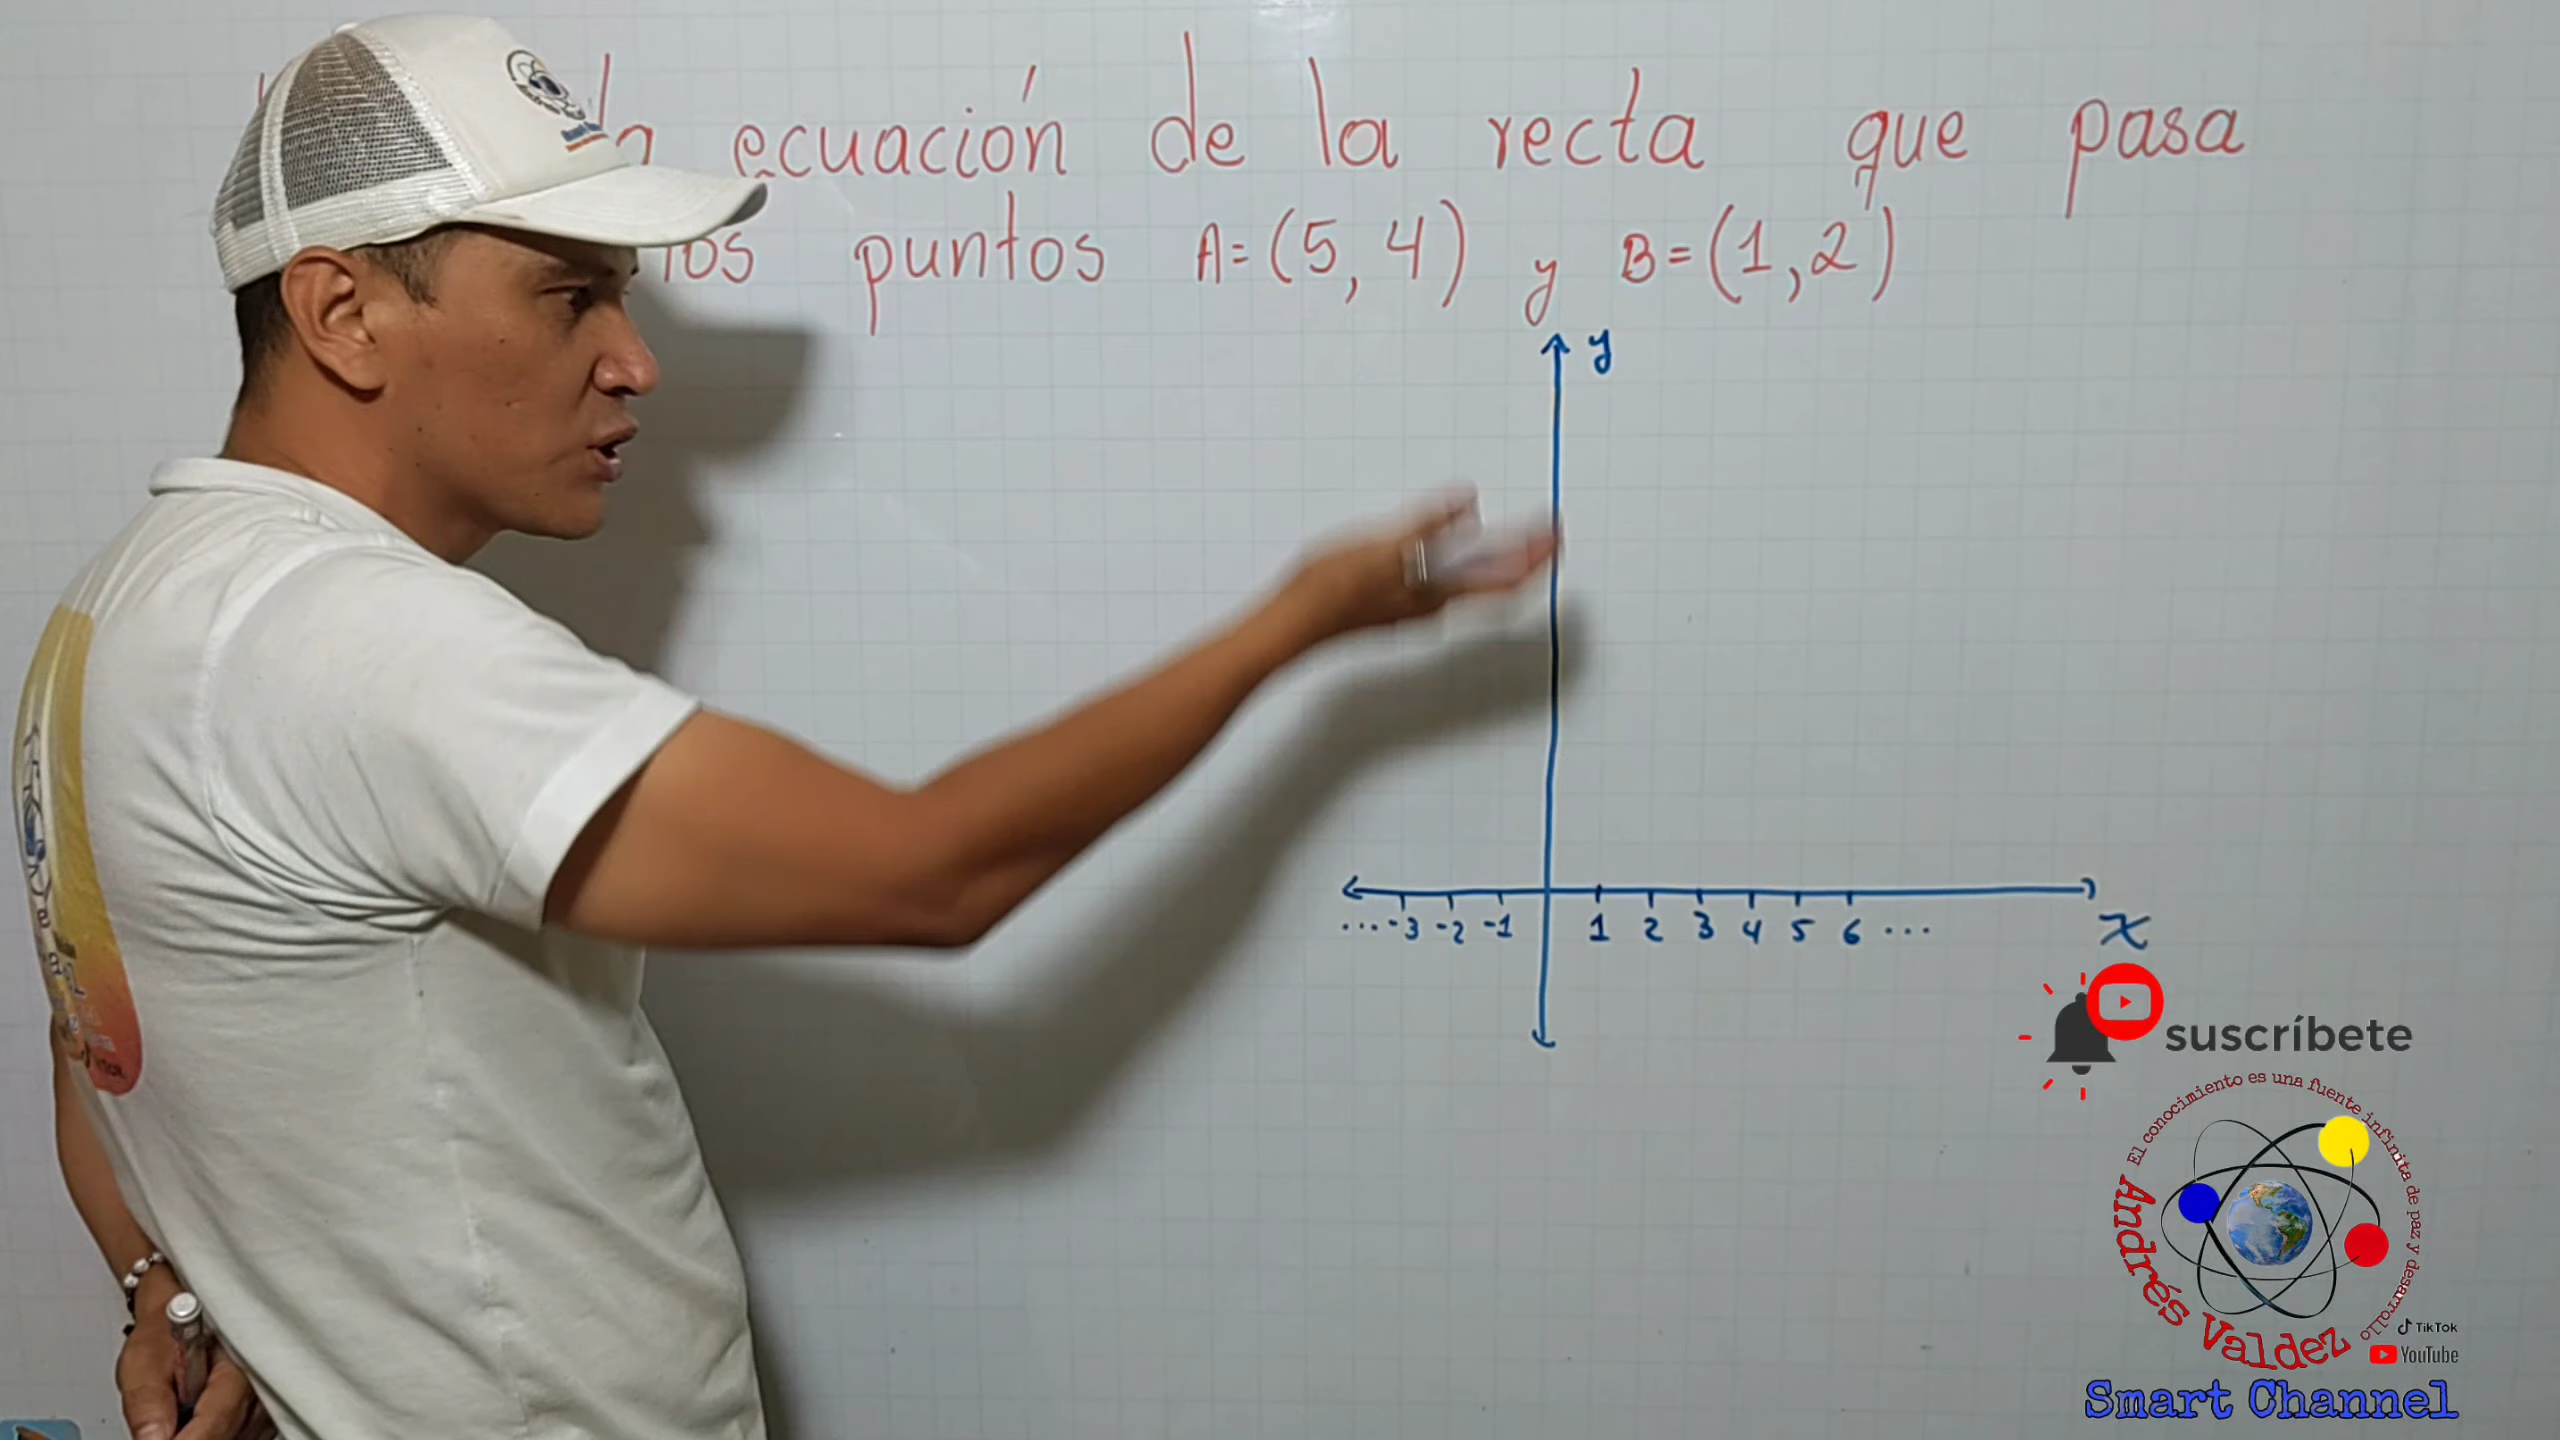 la ecuación de la recta que pasa
los puntos A=(5,4) y B=(1,2)
y
...-3 -2 -1 1 2 3 4 5 6 ...
x
suscríbete
El conocimiento es una fuente infinita de paz y desarrollo
Andrés Valdez
TikTok
YouTube
Smart Channel